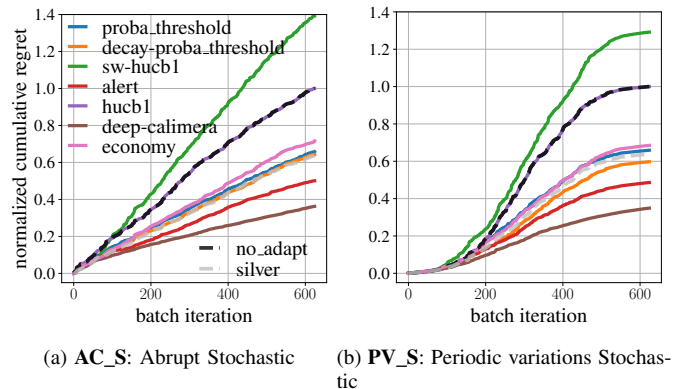 normalized cumulative regret
1.4
1.2
1.0
0.8
0.6
0.4
0.2
0.0
proba_threshold
decay-proba_threshold
sw-hucb1
alert
hucb1
deep-calimera
economy
no_adapt
silver
0 200 400 600
batch iteration
1.4
1.2
1.0
0.8
0.6
0.4
0.2
0.0
0 200 400 600
batch iteration
(a) AC_S: Abrupt Stochastic
(b) PV_S: Periodic variations Stochas-
tic